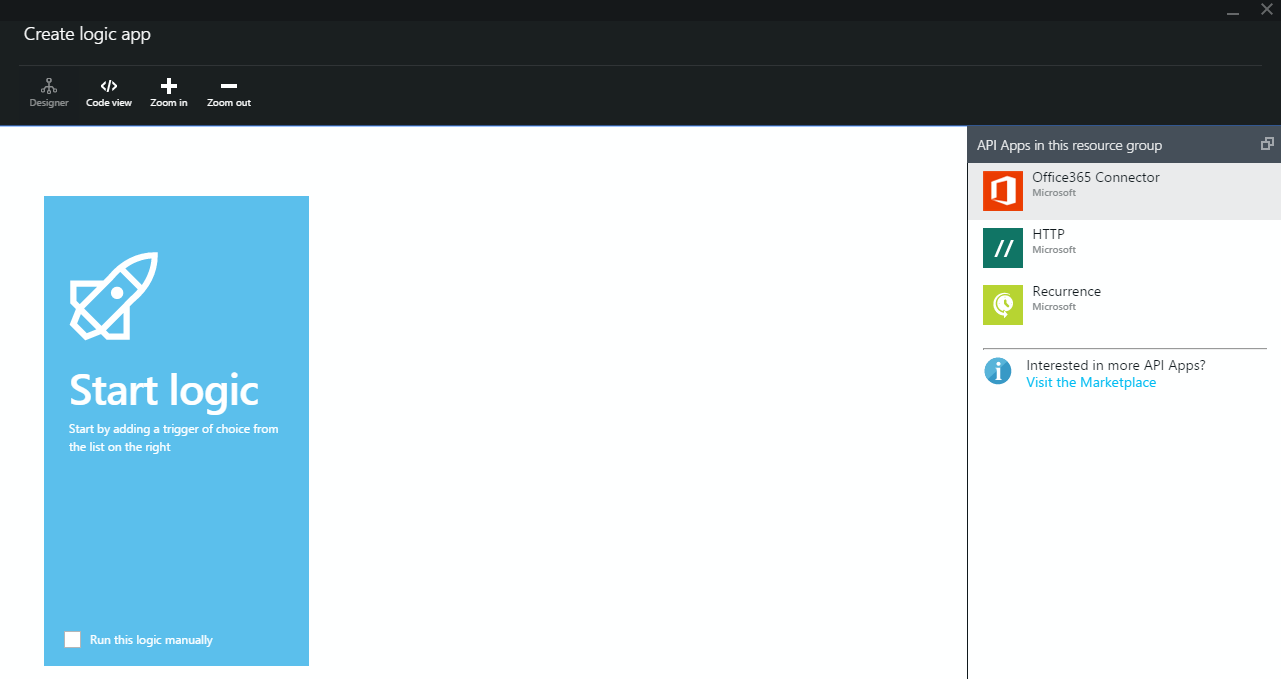 Create logic app
Designer
Code view
Zoom in
Zoom out
API Apps in this resource group
Office365 Connector
Microsoft
HTTP
Microsoft
Recurrence
Microsoft
Interested in more API Apps?
Visit the Marketplace
Start logic
Start by adding a trigger of choice from
the list on the right
Run this logic manually